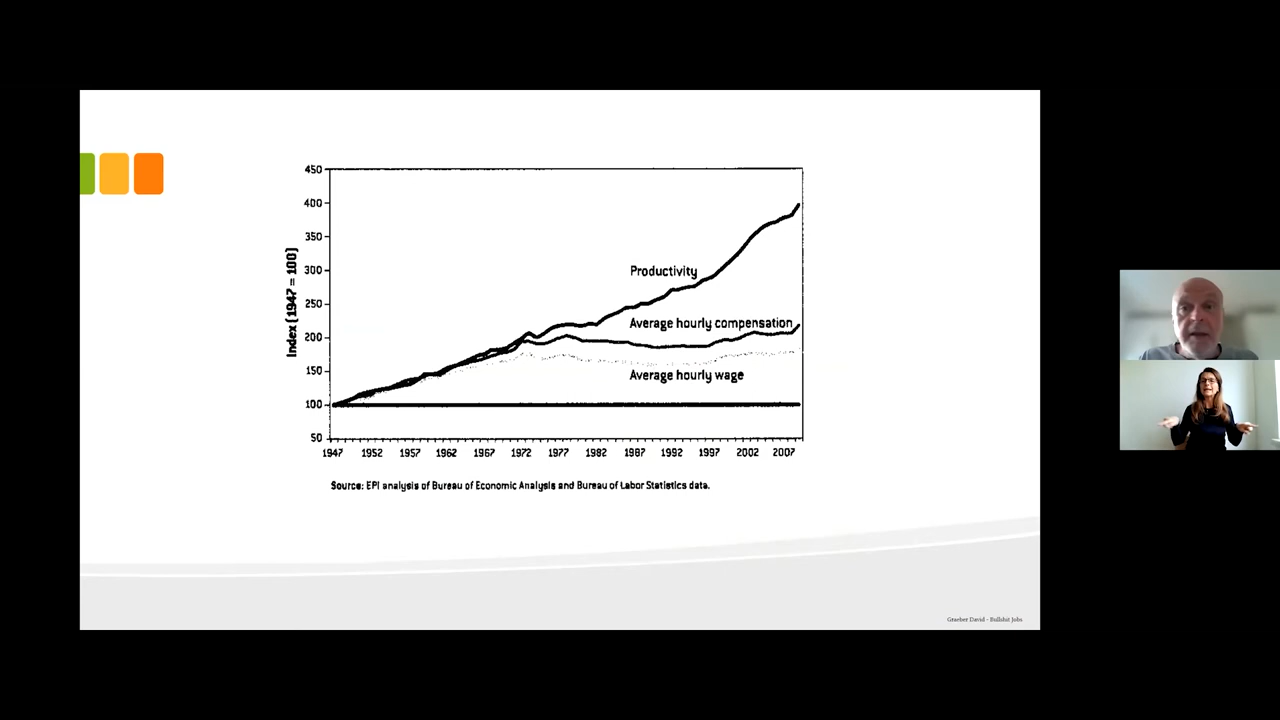 450
400
350
300
250
200
150
100
50
Index (1947 = 100)
Productivity
Average hourly compensation
Average hourly wage
1947 1952 1957 1962 1967 1972 1977 1982 1987 1992 1997 2002 2007
Source: EPI analysis of Bureau of Economic Analysis and Bureau of Labor Statistics data.
Graeber David - Bullshit Jobs